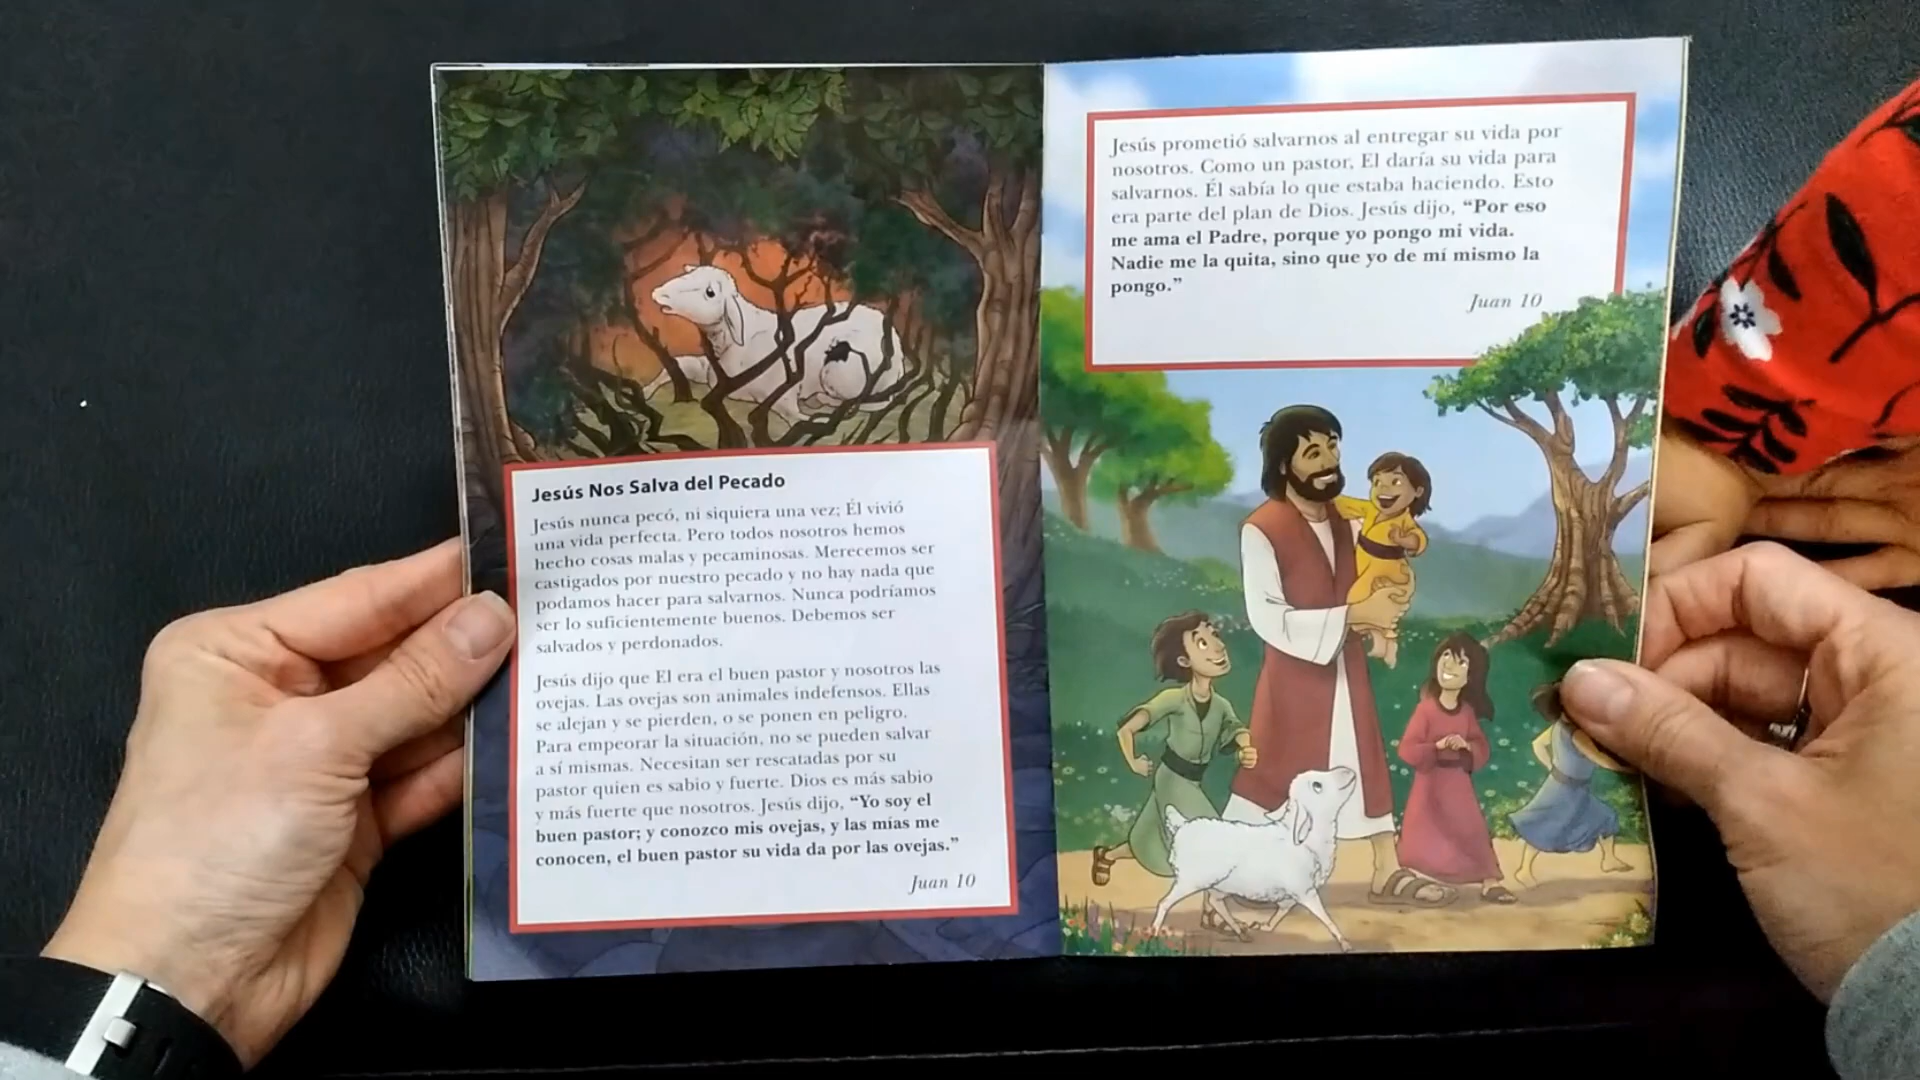 Jesús Nos Salva del Pecado
Jesús nunca pecó, ni siquiera una vez; Él vivió
una vida perfecta. Pero todos nosotros hemos
hecho cosas malas y pecaminosas. Merecemos ser
castigados por nuestro pecado y no hay nada que
podamos hacer para salvarnos. Nunca podríamos
ser lo suficientemente buenos. Debemos ser
salvados y perdonados.
Jesús dijo que El era el buen pastor y nosotros las
ovejas. Las ovejas son animales indefensos. Ellas
se alejan y se pierden, o se ponen en peligro.
Para empeorar la situación, no se pueden salvar
a sí mismas. Necesitan ser rescatadas por su
pastor quien es sabio y fuerte. Dios es más sabio
y más fuerte que nosotros. Jesús dijo, “Yo soy el
buen pastor; y conozco mis ovejas, y las mías me
conocen, el buen pastor su vida da por las ovejas.”
Juan 10
Jesús prometió salvarnos al entregar su vida por
nosotros. Como un pastor, El daría su vida para
salvarnos. Él sabía lo que estaba haciendo. Esto
era parte del plan de Dios. Jesús dijo, “Por eso
me ama el Padre, porque yo pongo mi vida.
Nadie me la quita, sino que yo de mí mismo la
pongo.”
Juan 10